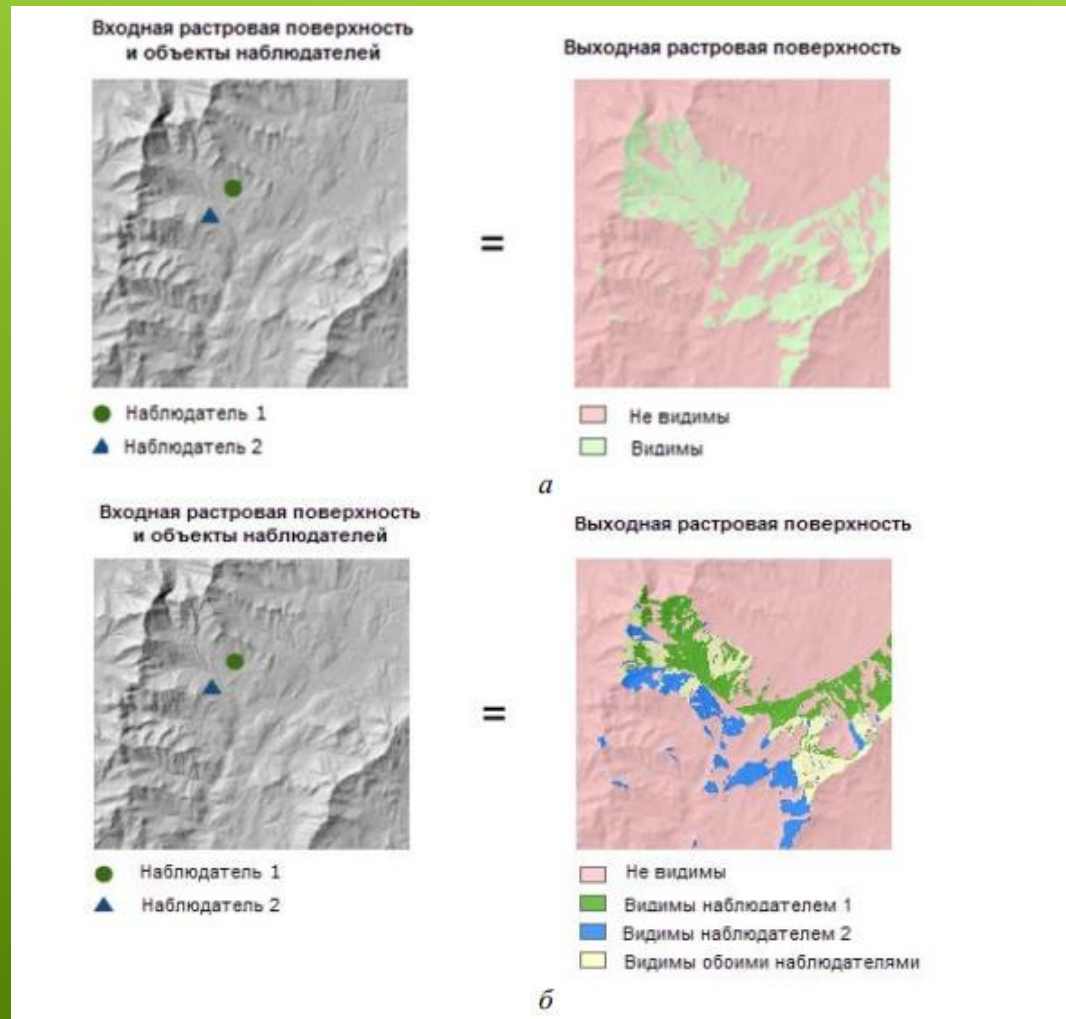 Входная растровая поверхность
и объекты наблюдателей
Выходная растровая поверхность
=
Наблюдатель 1
Наблюдатель 2
Не видимы
Видимы
а
Входная растровая поверхность
и объекты наблюдателей
Выходная растровая поверхность
=
Наблюдатель 1
Наблюдатель 2
Не видимы
Видимы наблюдателем 1
Видимы наблюдателем 2
Видимы обоими наблюдателями
б